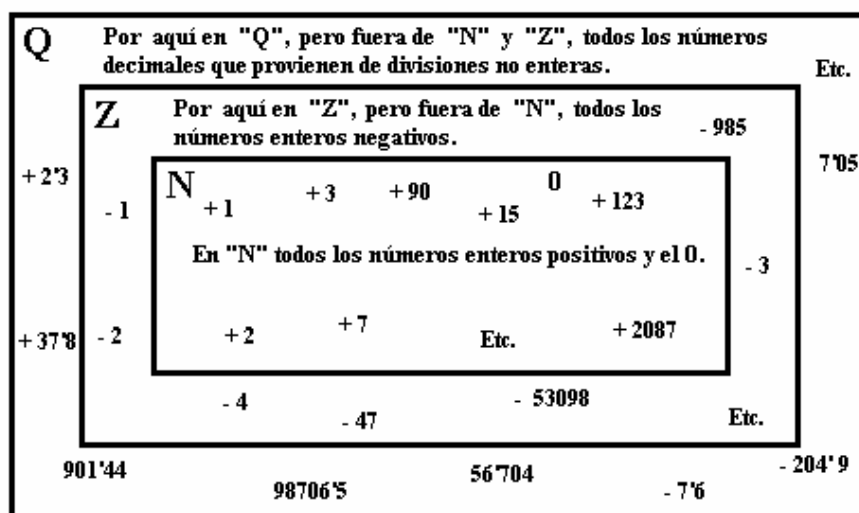 Q
Por aquí en "Q", pero fuera de "N" y "Z", todos los números
decimales que provienen de divisiones no enteras.
Etc.
Z
Por aquí en "Z", pero fuera de "N", todos los
números enteros negativos.
- 985
+ 2'3
7'05
N
- 1
+ 1
+ 3
+ 90
+ 15
0
+ 123
En "N" todos los números enteros positivos y el 0.
- 3
+ 37'8
- 2
+ 2
+ 7
Etc.
+ 2087
- 4
- 47
- 53098
Etc.
901'44
98706'5
56'704
- 7'6
- 204' 9